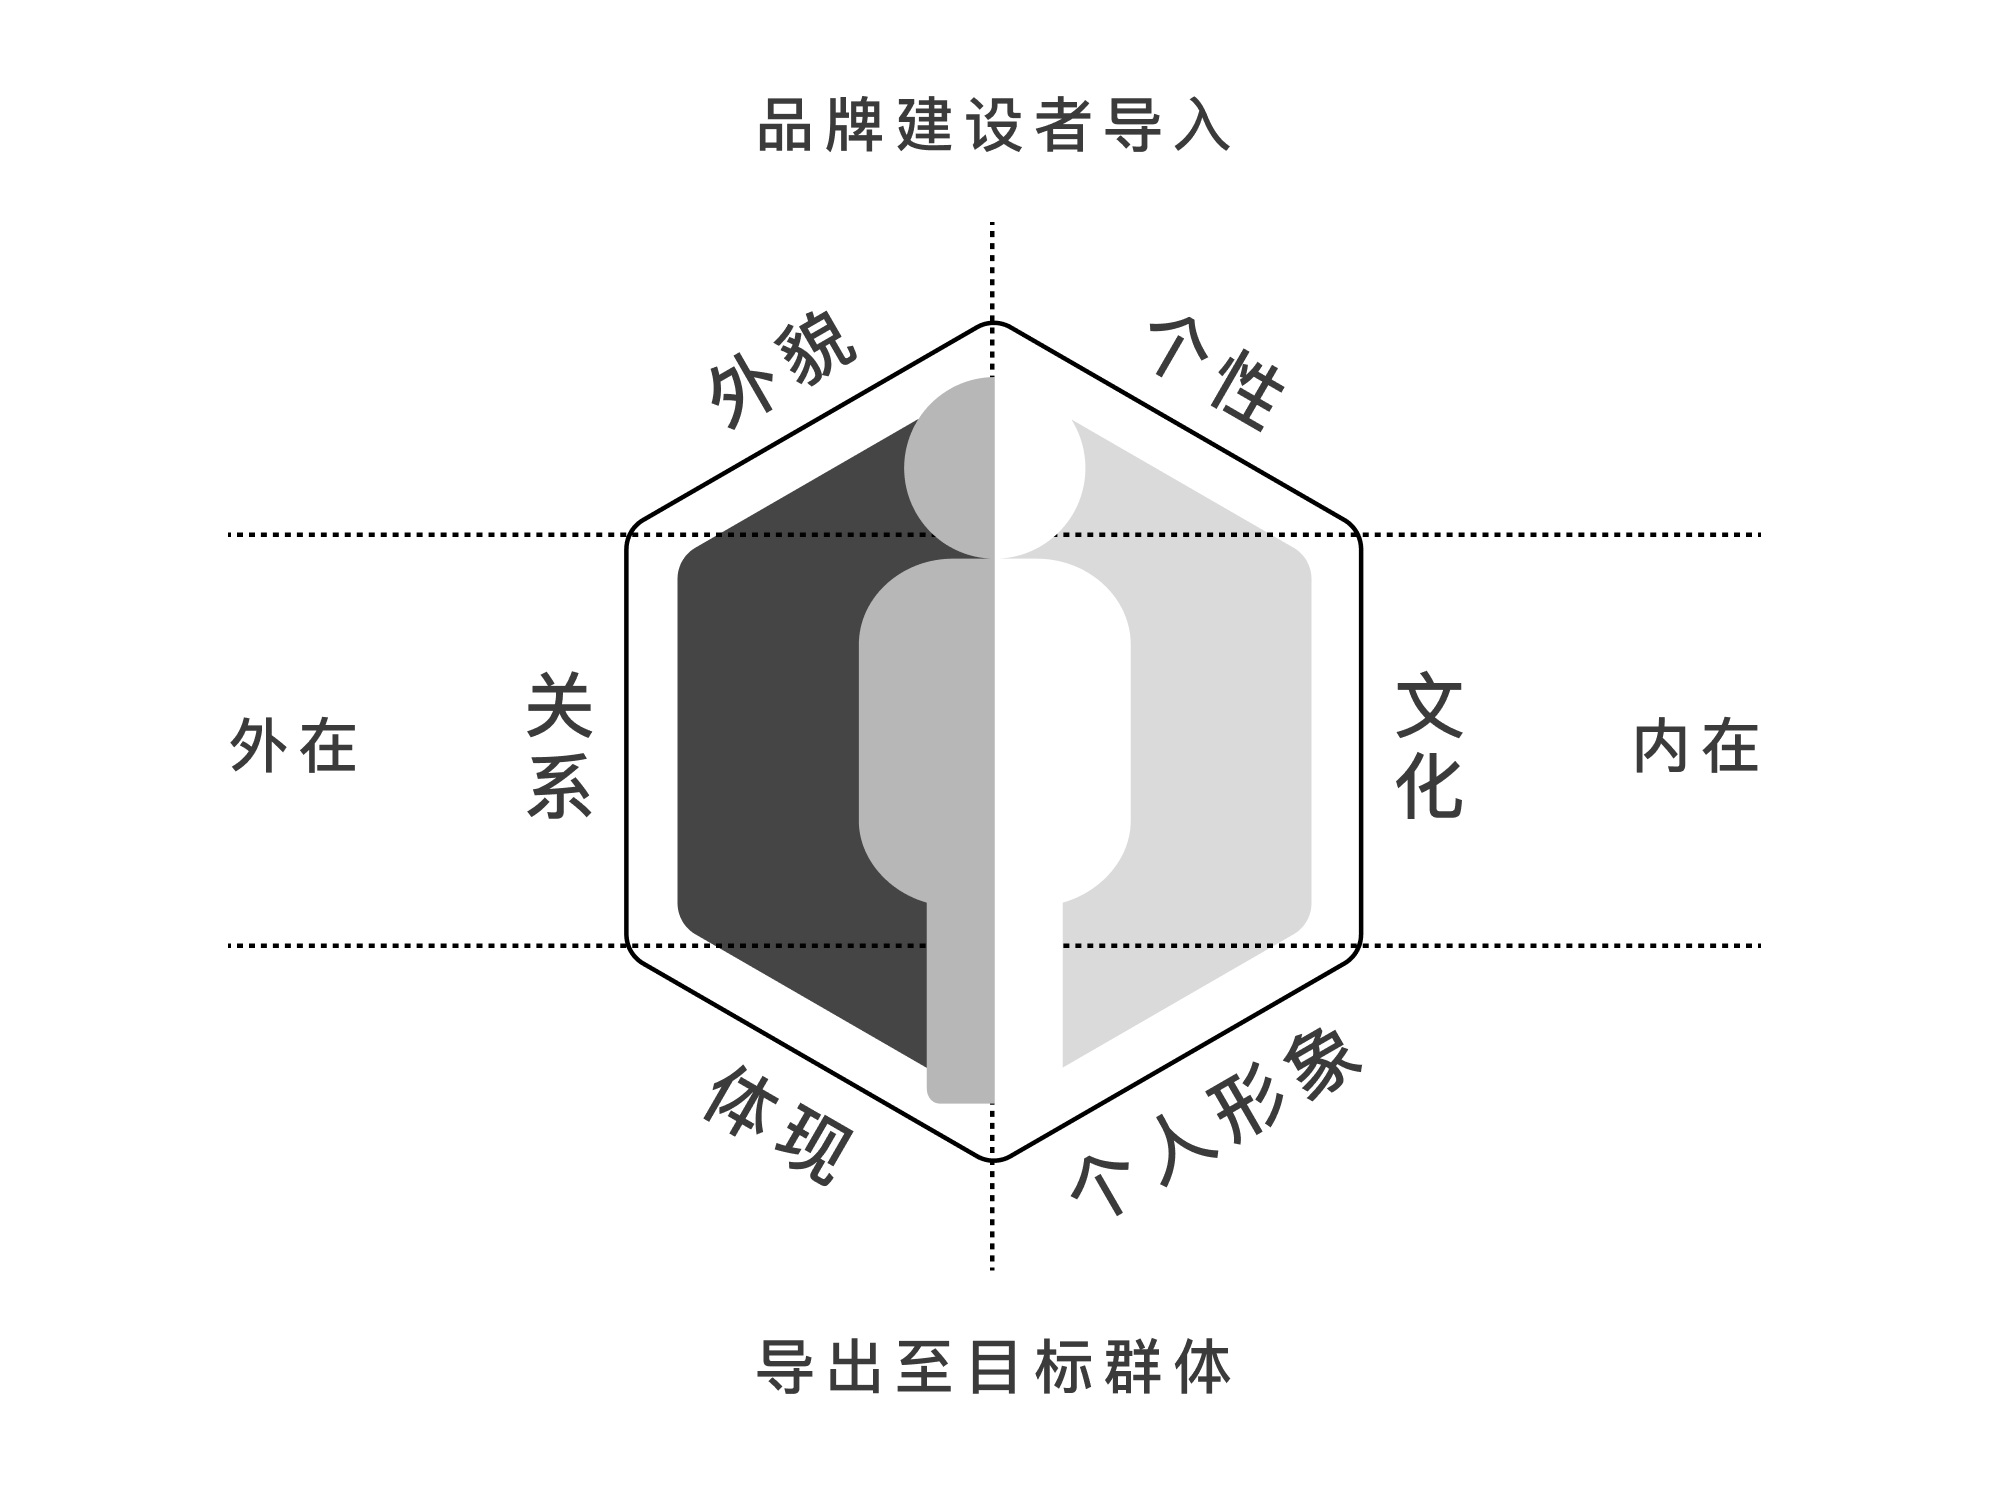 品牌建设者导入
外貌
个性
外在
关系
文化
内在
体现
个人形象
导出至目标群体